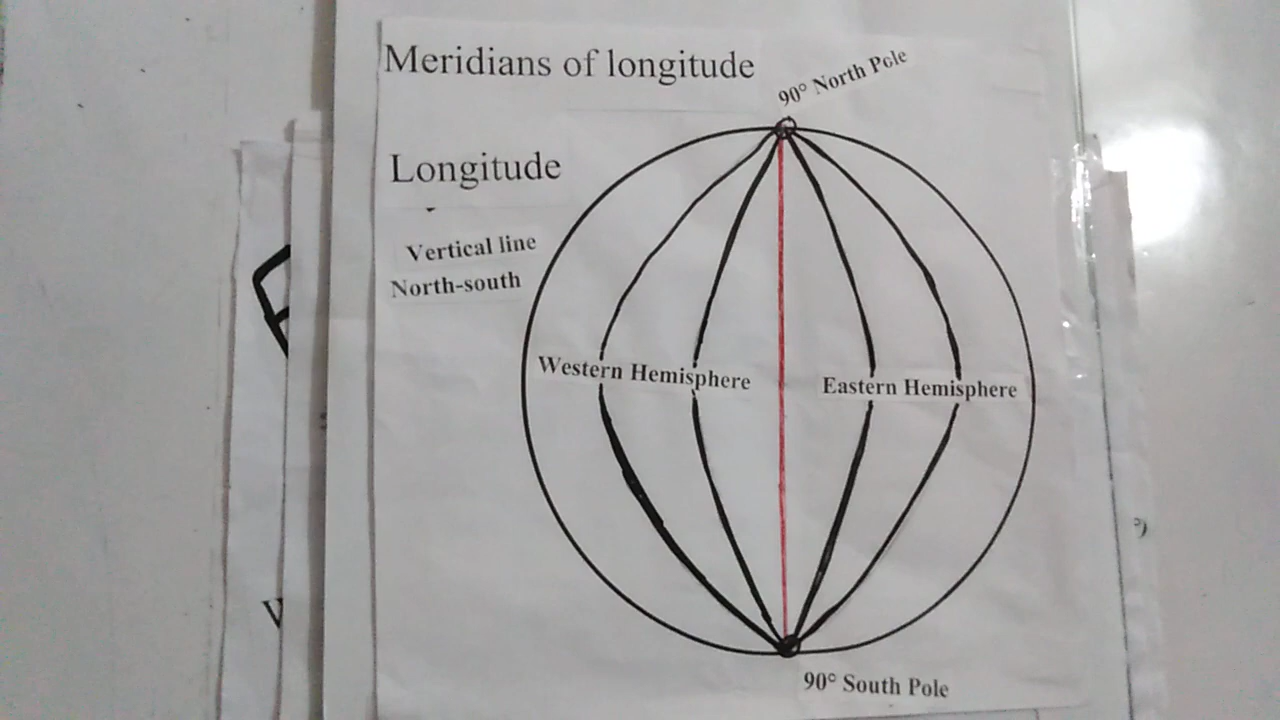 Meridians of longitude
90° North Pole
Longitude
Vertical line
North-south
Western Hemisphere
Eastern Hemisphere
90° South Pole